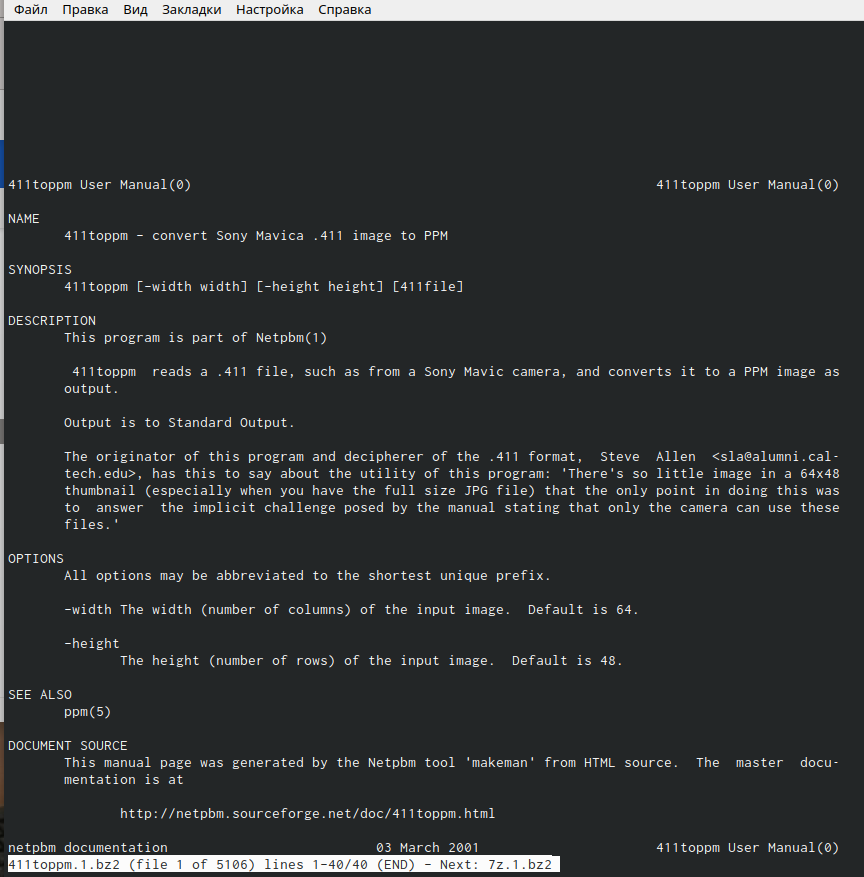 Файл Правка Вид Закладки Настройка Справка
411toppm User Manual(0) 411toppm User Manual(0)
NAME
411toppm – convert Sony Mavica .411 image to PPM
SYNOPSIS
411toppm [-width width] [-height height] [411file]
DESCRIPTION
This program is part of Netpbm(1)
411toppm reads a .411 file, such as from a Sony Mavic camera, and converts it to a PPM image as
output.
Output is to Standard Output.
The originator of this program and decipherer of the .411 format, Steve Allen <sla@alumni.cal-
tech.edu>, has this to say about the utility of this program: 'There's so little image in a 64x48
thumbnail (especially when you have the full size JPG file) that the only point in doing this was
to answer the implicit challenge posed by the manual stating that only the camera can use these
files.'
OPTIONS
All options may be abbreviated to the shortest unique prefix.
-width The width (number of columns) of the input image. Default is 64.
-height
The height (number of rows) of the input image. Default is 48.
SEE ALSO
ppm(5)
DOCUMENT SOURCE
This manual page was generated by the Netpbm tool 'makeman' from HTML source. The master docu-
mentation is at
http://netpbm.sourceforge.net/doc/411toppm.html
netpbm documentation 03 March 2001 411toppm User Manual(0)
411toppm.1.bz2 (file 1 of 5106) lines 1-40/40 (END) - Next: 7z.1.bz2